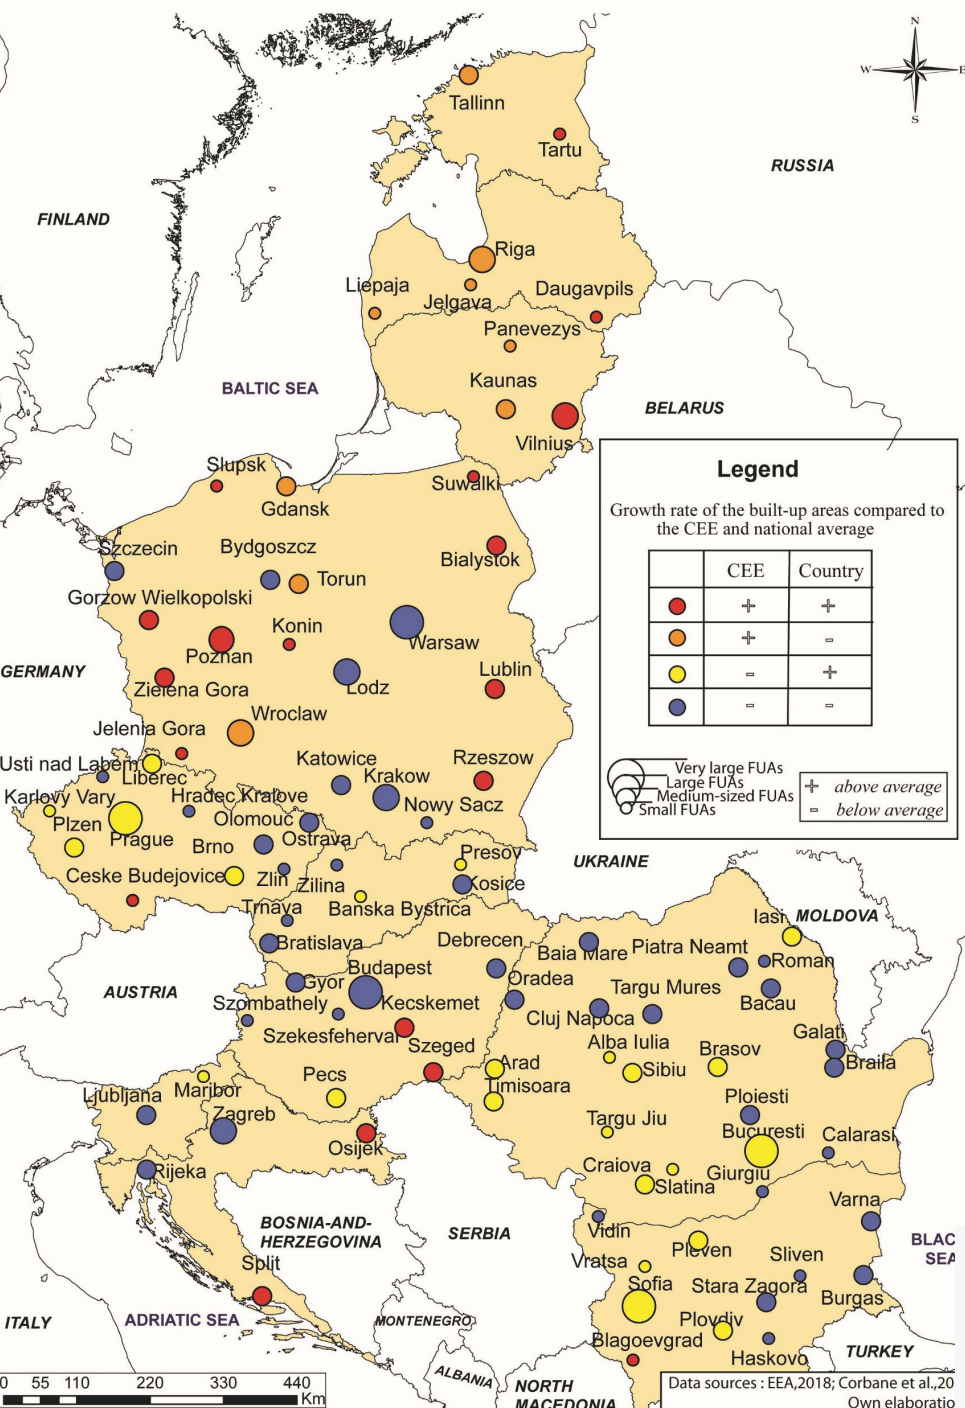 N
W
E
S
Tallinn
Tartu
RUSSIA
FINLAND
Riga
Liepaja
Jelgava
Daugavpils
Panevezys
Kaunas
BALTIC SEA
BELARUS
Vilnius
Slupsk
Suwalki
Gdansk
Legend
Growth rate of the built-up areas compared to
the CEE and national average
CEE Country
+ +
+ -
- +
- -
Very large FUAs
Large FUAs
Medium-sized FUAs
Small FUAs
+ above average
- below average
Szczecin
Bydgoszcz
Bialystok
Torun
Gorzow Wielkopolski
Konin
Warsaw
Poznan
GERMANY
Lublin
Zielena Gora
Lodz
Wroclaw
Jelenia Gora
Katowice
Rzeszow
Usti nad Labem
Liberec
Krakow
Karlovy Vary
Hradec Kralove
Nowy Sacz
Plzen
Olomouc
Prague
Brno
Ostrava
Presov
UKRAINE
Ceske Budejovice
Zlin
Zilina
Kosice
Trnava
Banska Bystrica
Iasi
MOLDOVA
Bratislava
Debrecen
Baia Mare
Piatra Neamt
Roman
Budapest
Oradea
AUSTRIA
Gyor
Targu Mures
Bacau
Szombathely
Kecskemet
Cluj Napoca
Szekesfehervar
Szeged
Alba Iulia
Galati
Arad
Brasov
Braila
Pecs
Sibiu
Maribor
Timisoara
Ljubljana
Ploiesti
Zagreb
Targu Jiu
Bucuresti
Calarasi
Osijek
Craiova
Giurgiu
Rijeka
Slatina
Varna
BOSNIA-AND-
HERZEGOVINA
SERBIA
Vidin
BLAC
SEA
Pleven
Split
Vratsa
Sliven
Sofia
Stara Zagora
Burgas
ITALY
ADRIATIC SEA
MONTENEGRO
Plovdiv
Blagoevgrad
TURKEY
Haskovo
ALBANIA
NORTH
MACEDONIA
0 55 110 220 330 440
Km
Data sources : EEA,2018; Corbane et al.,20
Own elaboratio